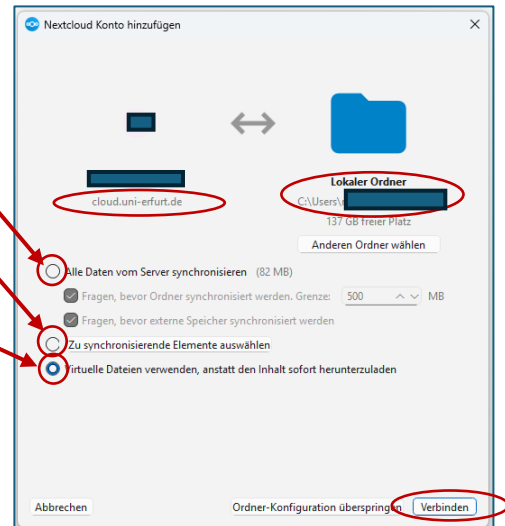 Nextcloud Konto hinzufügen
cloud.uni-erfurt.de
Lokaler Ordner
C:\Users\
137 GB freier Platz
Anderen Ordner wählen
Alle Daten vom Server synchronisieren (82 MB)
Fragen, bevor Ordner synchronisiert werden. Grenze: 500 MB
Fragen, bevor externe Speicher synchronisiert werden
Zu synchronisierende Elemente auswählen
Virtuelle Dateien verwenden, anstatt den Inhalt sofort herunterzuladen
Abbrechen Ordner-Konfiguration überspringen Verbinden